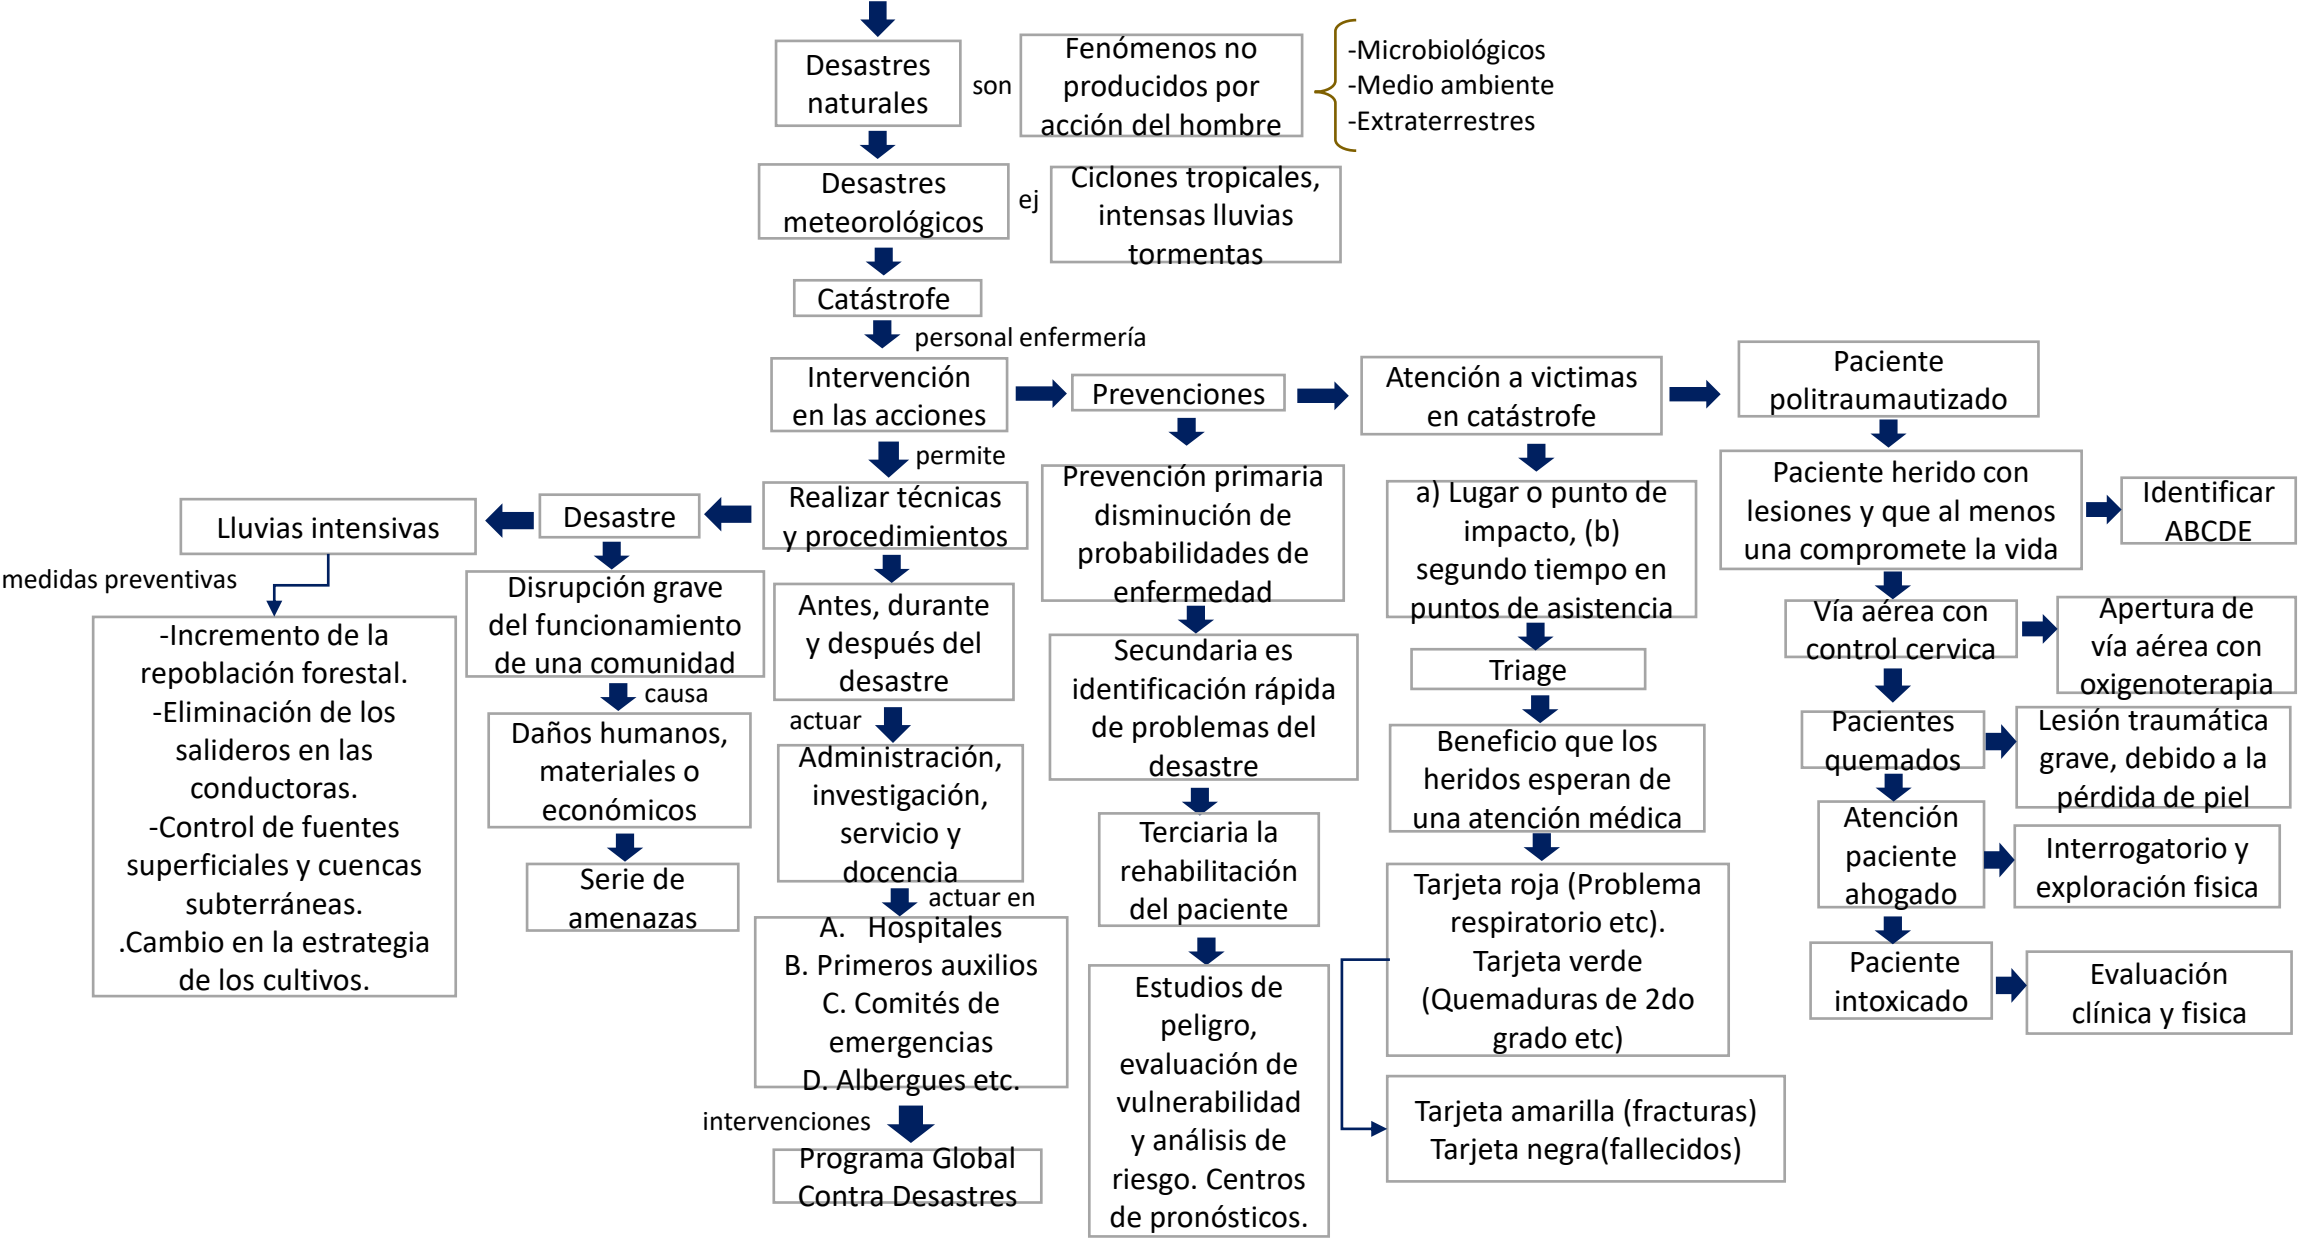 Desastres
naturales
son
Fenómenos no
producidos por
acción del hombre
-Microbiológicos
-Medio ambiente
-Extraterrestres
Desastres
meteorológicos
ej
Ciclones tropicales,
intensas lluvias
tormentas
Catástrofe
personal enfermería
Intervención
en las acciones
Prevenciones
Atención a victimas
en catástrofe
Paciente
politraumautizado
permite
Realizar técnicas
y procedimientos
Desastre
Lluvias intensivas
medidas preventivas
-Incremento de la
repoblación forestal.
-Eliminación de los
salideros en las
conductoras.
-Control de fuentes
superficiales y cuencas
subterráneas.
.Cambio en la estrategia
de los cultivos.
Disrupción grave
del funcionamiento
de una comunidad
causa
Daños humanos,
materiales o
económicos
Serie de
amenazas
Antes, durante
y después del
desastre
actuar
Administración,
investigación,
servicio y
docencia
actuar en
A. Hospitales
B. Primeros auxilios
C. Comités de
emergencias
D. Albergues etc.
intervenciones
Programa Global
Contra Desastres
Prevención primaria
disminución de
probabilidades de
enfermedad
Secundaria es
identificación rápida
de problemas del
desastre
Terciaria la
rehabilitación
del paciente
Estudios de
peligro,
evaluación de
vulnerabilidad
y análisis de
riesgo. Centros
de pronósticos.
a) Lugar o punto de
impacto, (b)
segundo tiempo en
puntos de asistencia
Triage
Beneficio que los
heridos esperan de
una atención médica
Tarjeta roja (Problema
respiratorio etc).
Tarjeta verde
(Quemaduras de 2do
grado etc)
Tarjeta amarilla (fracturas)
Tarjeta negra(fallecidos)
Paciente herido con
lesiones y que al menos
una compromete la vida
Identificar
ABCDE
Vía aérea con
control cervica
Apertura de
vía aérea con
oxigenoterapia
Pacientes
quemados
Lesión traumática
grave, debido a la
pérdida de piel
Atención
paciente
ahogado
Interrogatorio y
exploración fisica
Paciente
intoxicado
Evaluación
clínica y fisica